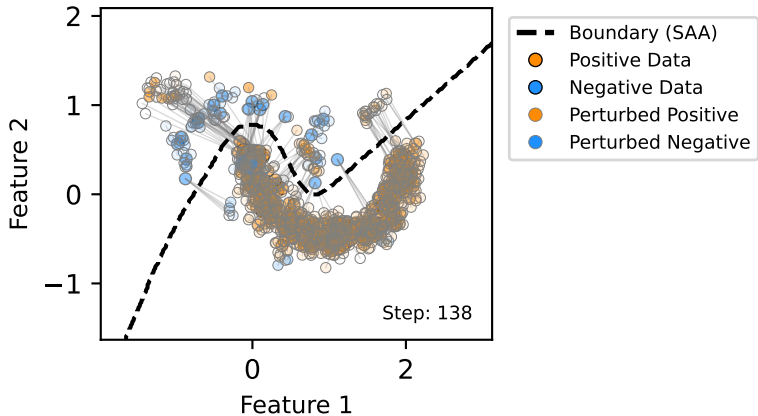 2
1
0
−1
Feature 2
0
2
Feature 1
Step: 138
Boundary (SAA)
Positive Data
Negative Data
Perturbed Positive
Perturbed Negative